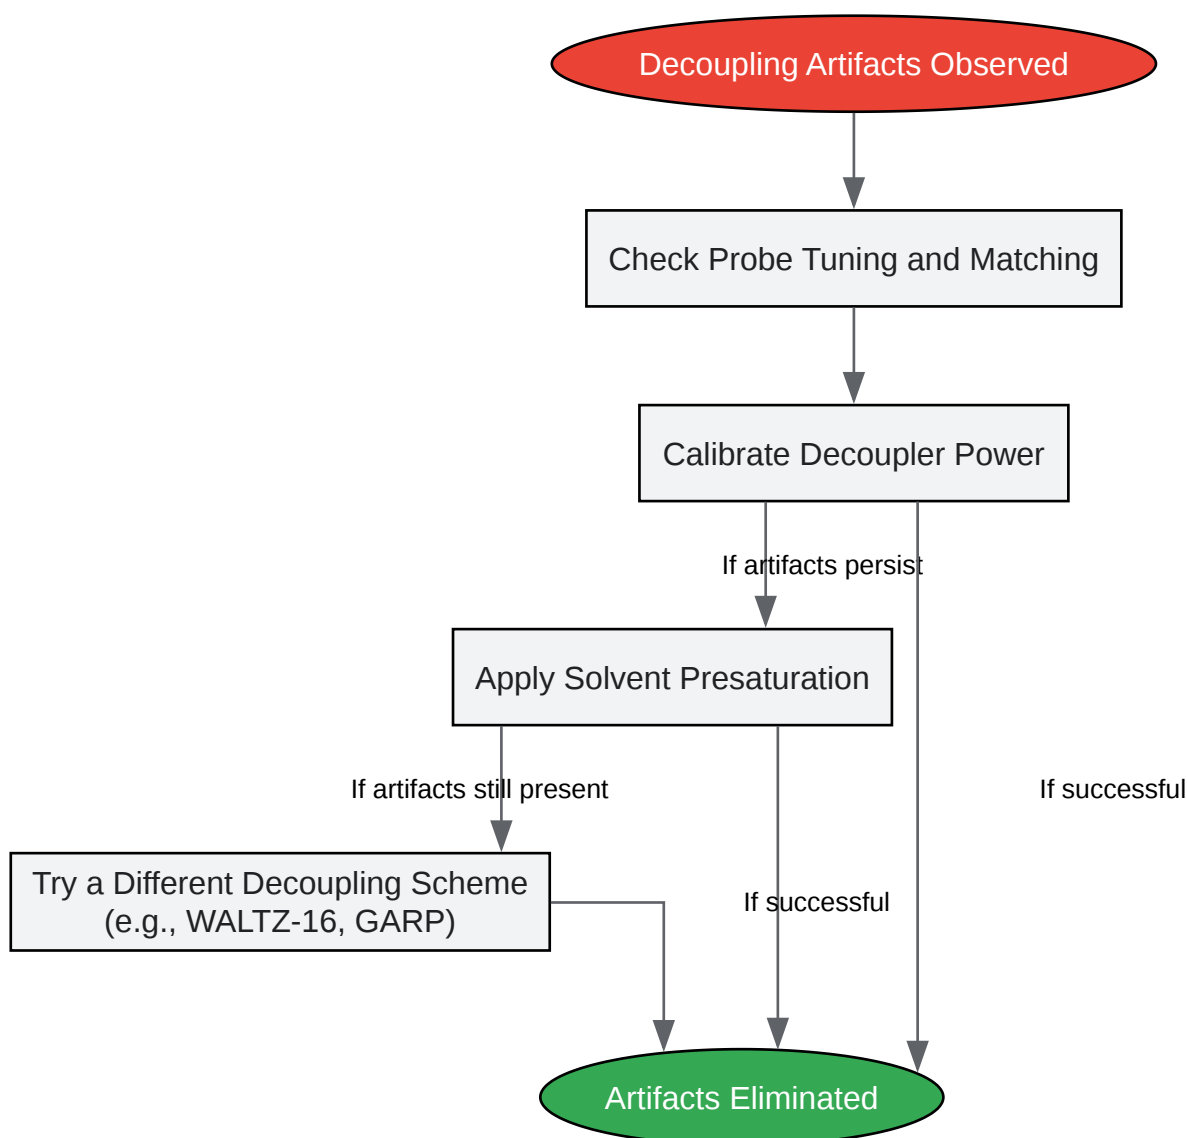 Decoupling Artifacts Observed
Check Probe Tuning and Matching
Calibrate Decoupler Power
If artifacts persist
Apply Solvent Presaturation
If artifacts still present
If successful
Try a Different Decoupling Scheme
(e.g., WALTZ-16, GARP)
If successful
Artifacts Eliminated